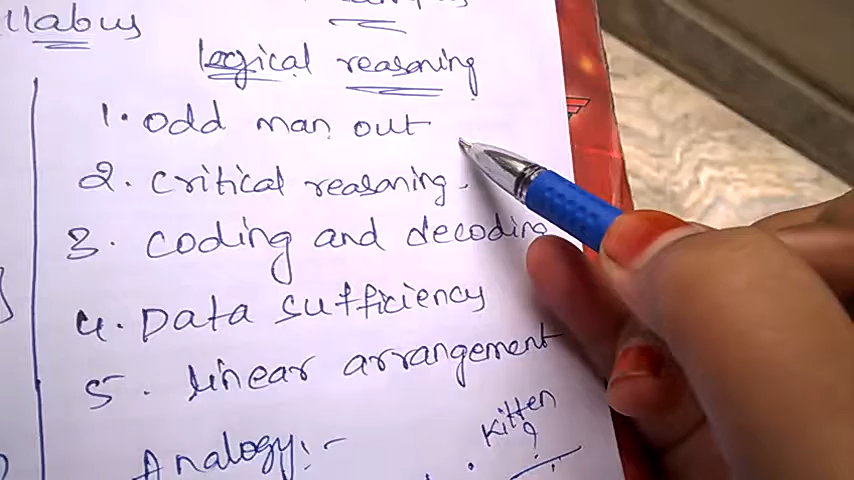 llabus
logical reasoning
1. odd man out
2. critical reasoning.
3. coding and decoding
4. Data sufficiency
5. linear arrangement
Kitten
?
Analogy:-